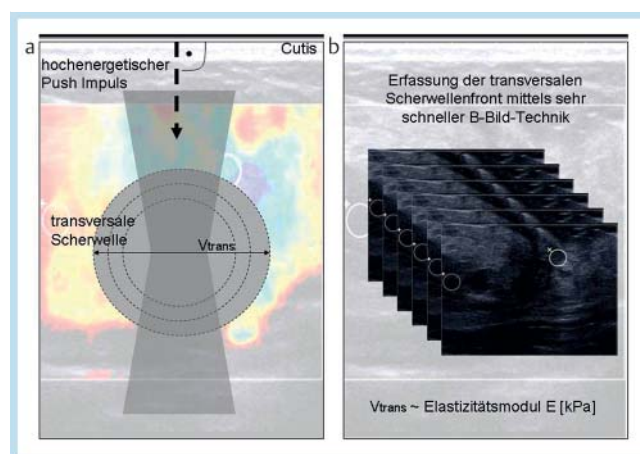 a
Cutis
hochenergetischer
Push Impuls
transversale
Scherwelle
Vtrans
b
Erfassung der transversalen
Scherwellenfront mittels sehr
schneller B-Bild-Technik
Vtrans ~ Elastizitätsmodul E [kPa]